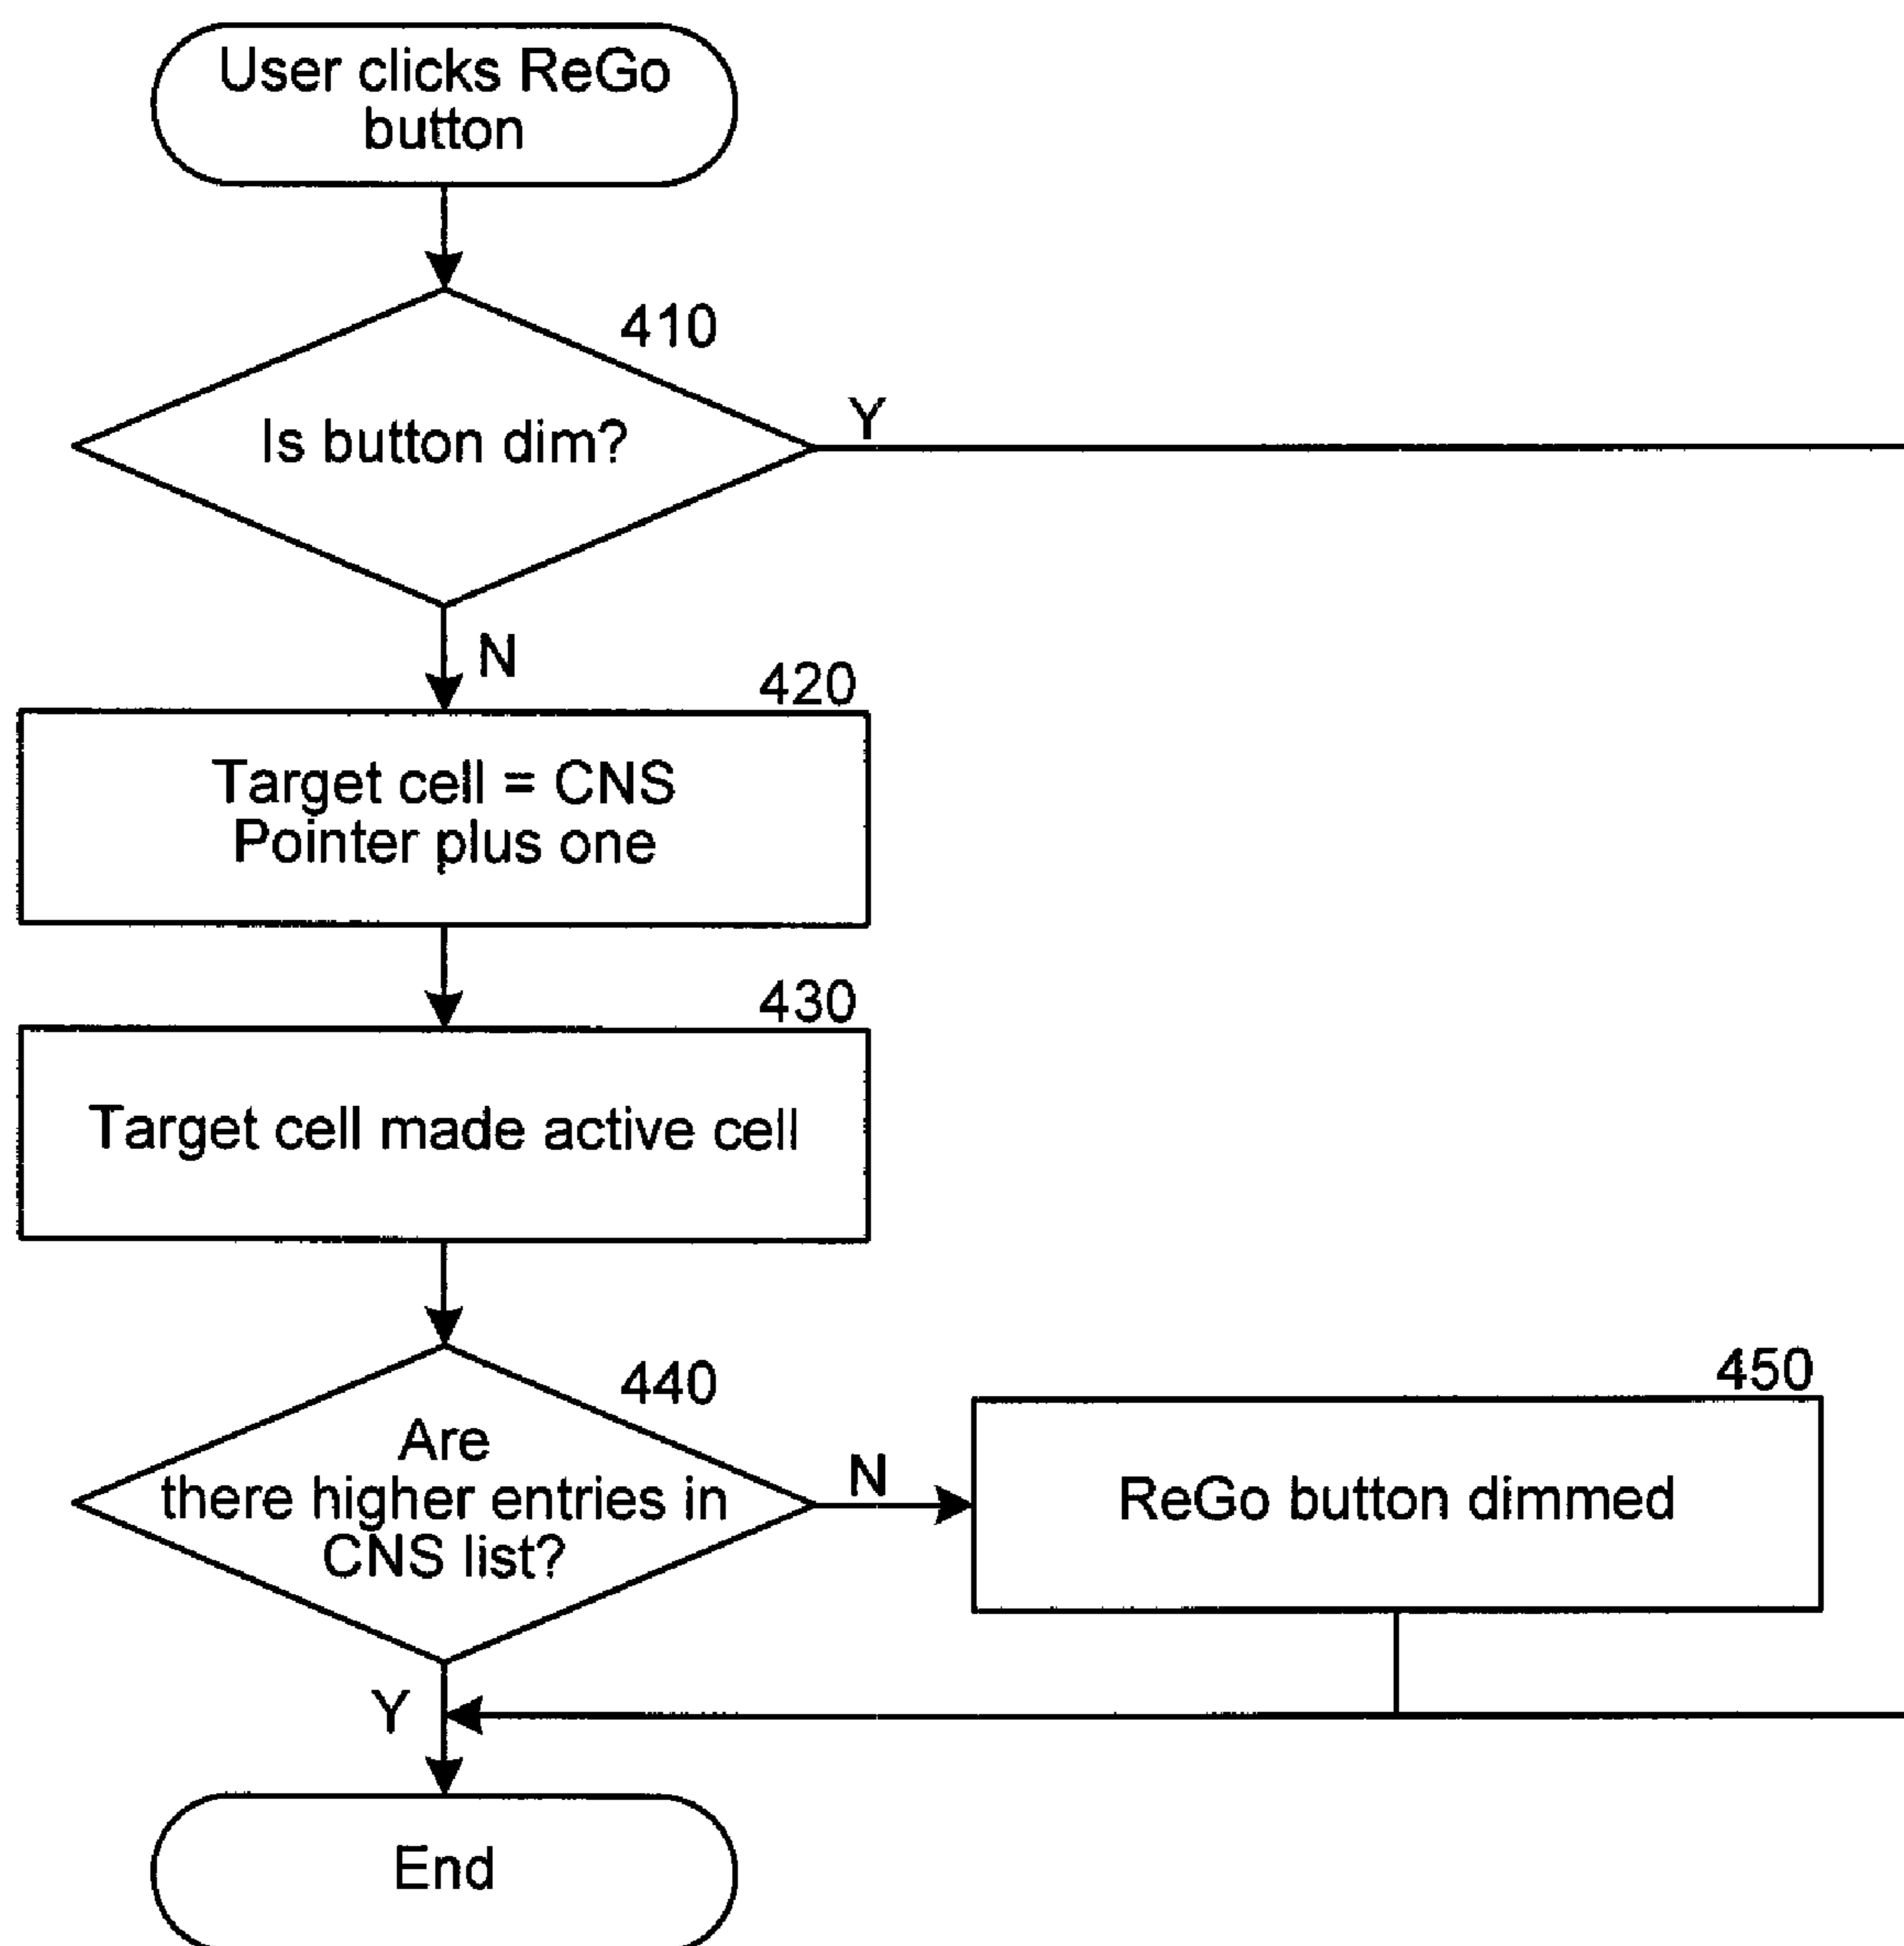 User clicks ReGo
button
410
Is button dim?
Y
N
420
Target cell = CNS
Pointer plus one
430
Target cell made active cell
440
Are
there higher entries in
CNS list?
N
450
ReGo button dimmed
Y
End